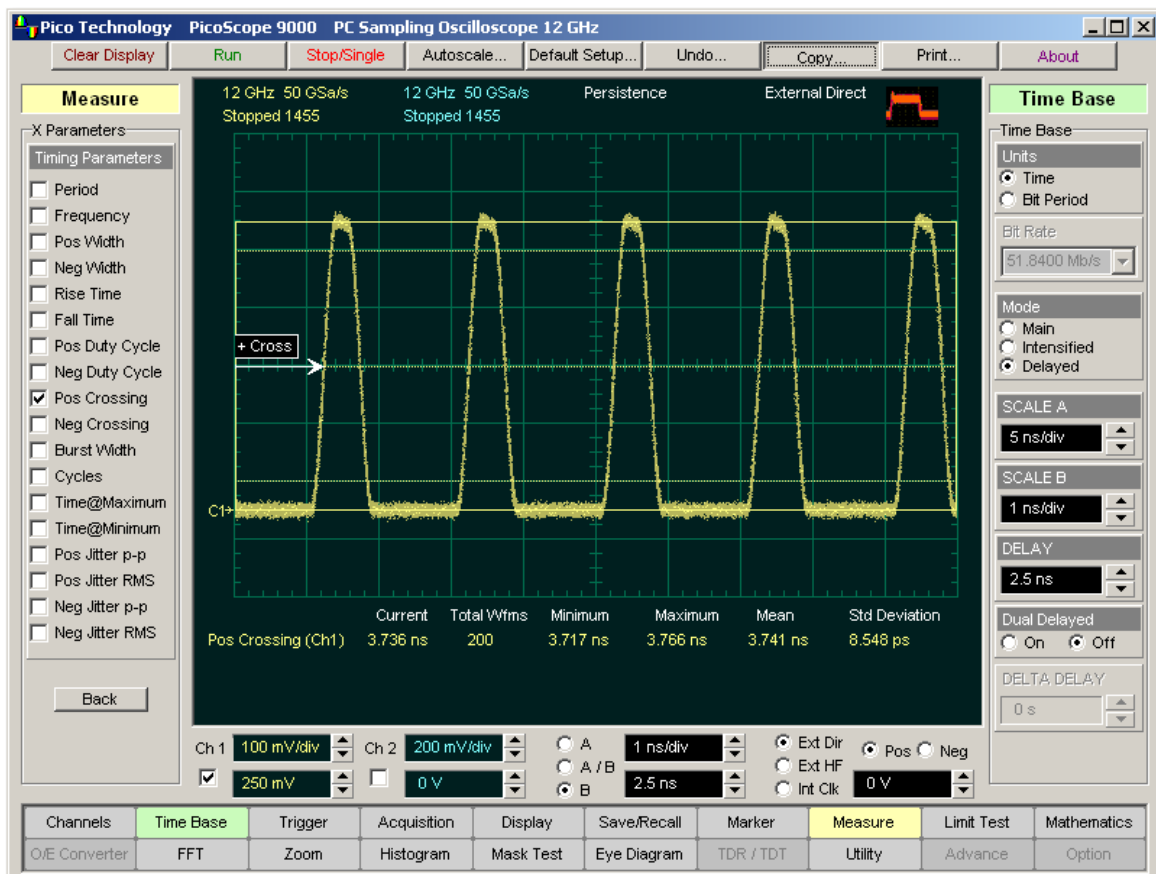 Pico Technology PicoScope 9000 PC Sampling Oscilloscope 12 GHz
Clear Display Run Stop/Single Autoscale... Default Setup... Undo... Copy... Print... About
Measure
X Parameters
Timing Parameters
Period
Frequency
Pos Width
Neg Width
Rise Time
Fall Time
Pos Duty Cycle
Neg Duty Cycle
Pos Crossing
Neg Crossing
Burst Width
Cycles
Time@Maximum
Time@Minimum
Pos Jitter p-p
Pos Jitter RMS
Neg Jitter p-p
Neg Jitter RMS
Back
12 GHz 50 GSa/s 12 GHz 50 GSa/s Persistence External Direct
Stopped 1455 Stopped 1455
+ Cross
C1
Current Total Wfms Minimum Maximum Mean Std Deviation
Pos Crossing (Ch1) 3.736 ns 200 3.717 ns 3.766 ns 3.741 ns 8.548 ps
Time Base
Time Base
Units
Time
Bit Period
Bit Rate
51.8400 Mb/s
Mode
Main
Intensified
Delayed
SCALE A
5 ns/div
SCALE B
1 ns/div
DELAY
2.5 ns
Dual Delayed
On Off
DELTA DELAY
0 s
Ch 1 100 mV/div Ch 2 200 mV/div A 1 ns/div Ext Dir Pos Neg
A / B Ext HF
250 mV 0 V B 2.5 ns Int Clk 0 V
Channels Time Base Trigger Acquisition Display Save/Recall Marker Measure Limit Test Mathematics
O/E Converter FFT Zoom Histogram Mask Test Eye Diagram TDR / TDT Utility Advance Option